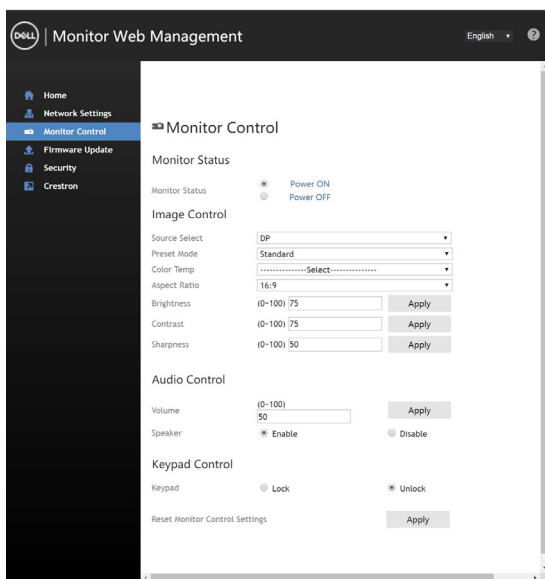 DELL | Monitor Web Management English
Home
Network Settings
Monitor Control
Firmware Update
Security
Crestron
Monitor Control
Monitor Status
Monitor Status Power ON
Power OFF
Image Control
Source Select DP
Preset Mode Standard
Color Temp ---------------Select---------------
Aspect Ratio 16:9
Brightness (0~100) 75 Apply
Contrast (0~100) 75 Apply
Sharpness (0~100) 50 Apply
Audio Control
(0~100)
Volume 50 Apply
Speaker Enable Disable
Keypad Control
Keypad Lock Unlock
Reset Monitor Control Settings Apply